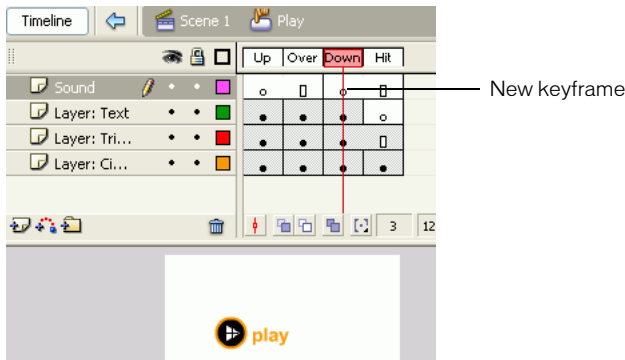 Timeline Scene 1 Play
Up Over Down Hit
Sound
New keyframe
Layer: Text
Layer: Tri...
Layer: Ci...
3 12
play